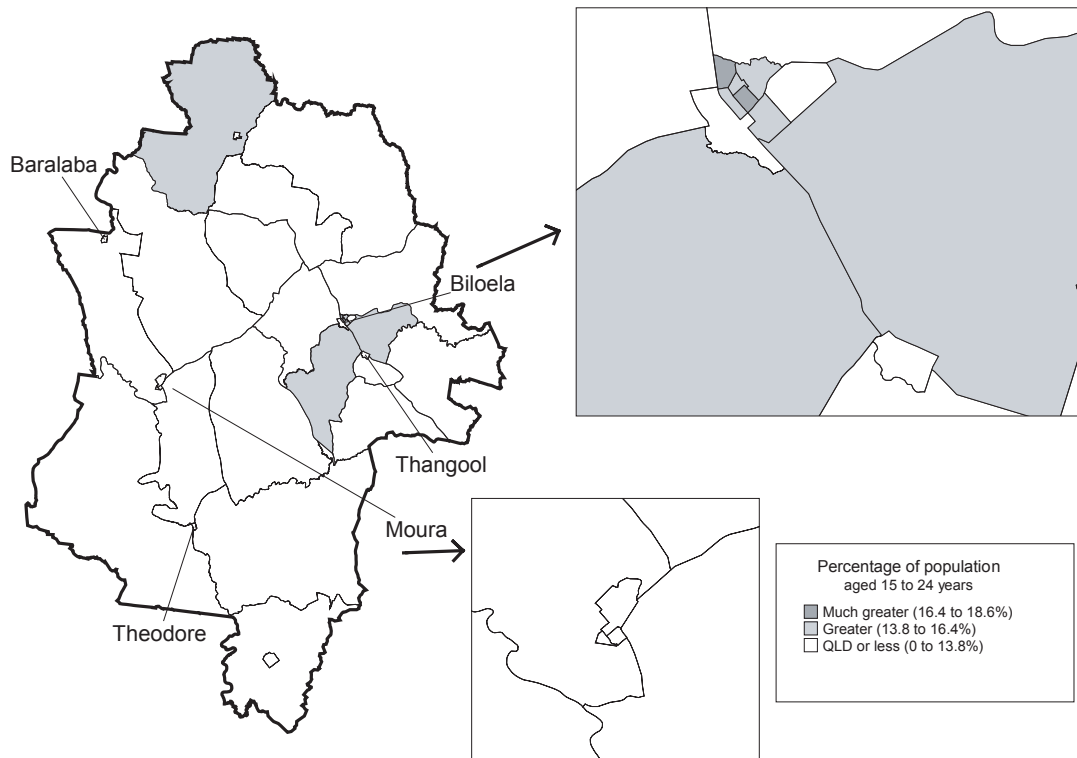 Baralaba
Biloela
Thangool
Moura
Theodore
Percentage of population
aged 15 to 24 years
Much greater (16.4 to 18.6%)
Greater (13.8 to 16.4%)
QLD or less (0 to 13.8%)